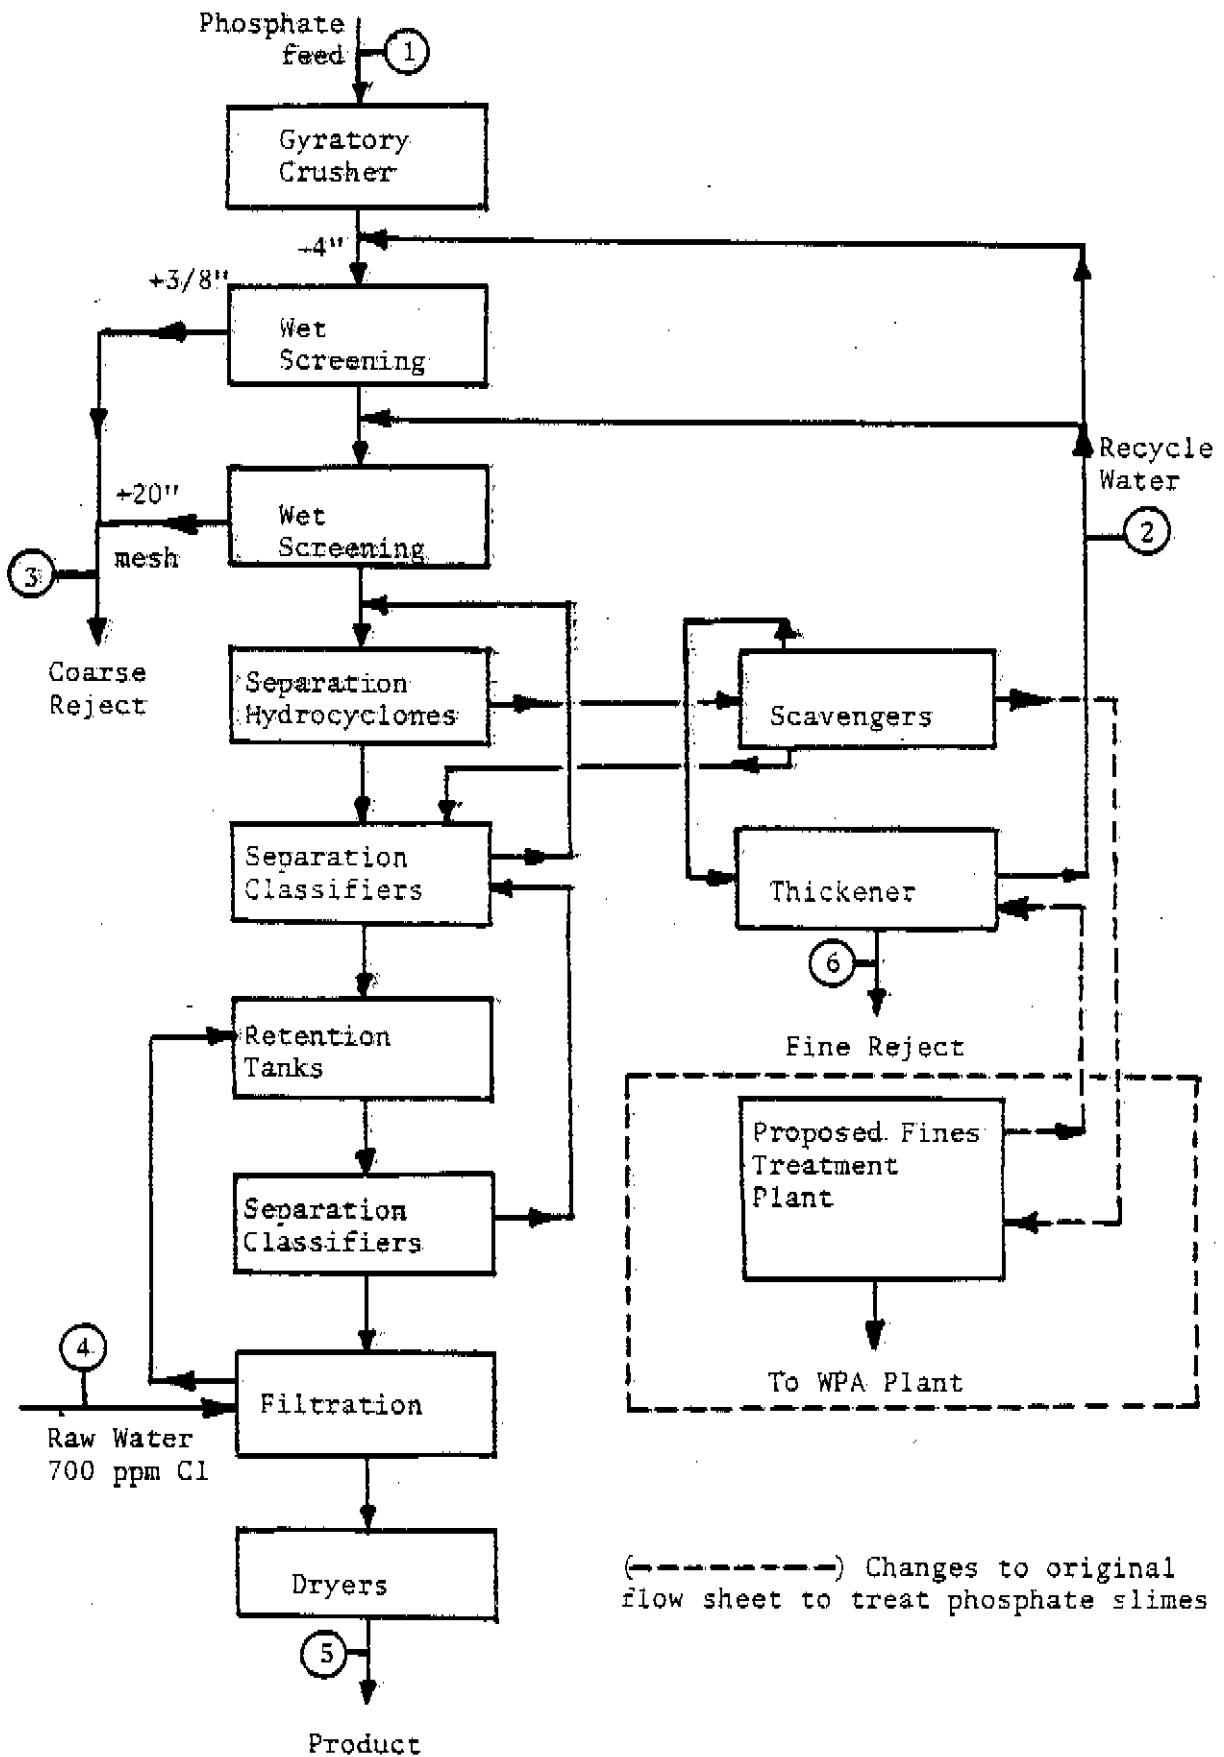 Phosphate
feed
1
Gyratory
Crusher
-4"
+3/8"
Wet
Screening
Recycle
Water
+20"
mesh
Wet
Screening
2
3
Coarse
Reject
Separation
Hydrocyclones
Scavengers
Separation
Classifiers
Thickener
6
Fine Reject
Retention
Tanks
Proposed Fines
Treatment
Plant
Separation
Classifiers
4
To WPA Plant
Filtration
Raw Water
700 ppm Cl
Dryers
(-------) Changes to original
flow sheet to treat phosphate slimes
5
Product